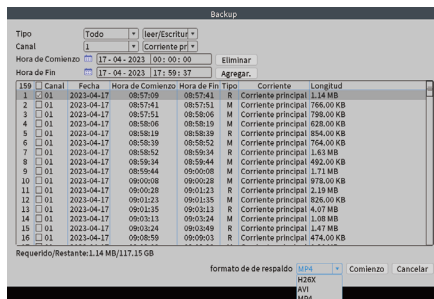 Backup
Tipo Todo leer/Escritur
Canal 1 Corriente pr
Hora de Comienzo 17 - 04 - 2023 00 : 00 : 00 Eliminar
Hora de Fin 17 - 04 - 2023 17 : 59 : 37 Agregar.
159 Canal Fecha Hora de Comienzo Hora de Fin Tipo Corriente Longitud
1 01 2023-04-17 08:57:09 08:57:41 R Corriente principal 1.14 MB
2 01 2023-04-17 08:57:41 08:57:51 M Corriente principal 766.00 KB
3 01 2023-04-17 08:57:51 08:58:06 M Corriente principal 798.00 KB
4 01 2023-04-17 08:58:06 08:58:19 M Corriente principal 628.00 KB
5 01 2023-04-17 08:58:19 08:58:39 R Corriente principal 854.00 KB
6 01 2023-04-17 08:58:39 08:58:52 M Corriente principal 764.00 KB
7 01 2023-04-17 08:58:52 08:59:34 R Corriente principal 1.63 MB
8 01 2023-04-17 08:59:34 08:59:44 M Corriente principal 492.00 KB
9 01 2023-04-17 08:59:44 09:00:08 M Corriente principal 1.71 MB
10 01 2023-04-17 09:00:08 09:00:28 M Corriente principal 978.00 KB
11 01 2023-04-17 09:00:28 09:01:23 R Corriente principal 2.19 MB
12 01 2023-04-17 09:01:23 09:01:35 M Corriente principal 826.00 KB
13 01 2023-04-17 09:01:35 09:03:13 R Corriente principal 4.07 MB
14 01 2023-04-17 09:03:13 09:03:24 M Corriente principal 1.08 MB
15 01 2023-04-17 09:03:24 09:03:49 R Corriente principal 1.47 MB
16 01 2023-04-17 09:08:59 09:09:03 M Corriente principal 474.00 KB
Requerido/Restante:1.14 MB/117.15 GB
formato de de respaldo MP4 Comienzo Cancelar
H26X
AVI
MP4